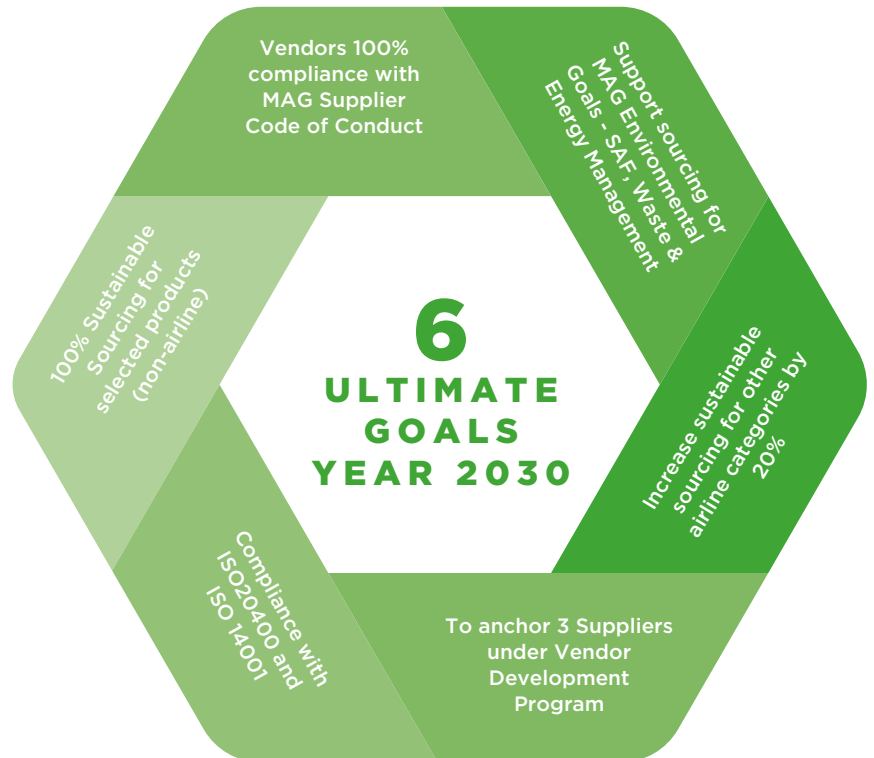 Vendors 100%
compliance with
MAG Supplier
Code of Conduct
Support sourcing for
MAG Environmental
Goals - SAF, Waste &
Energy Management
Increase sustainable
sourcing for other
airline categories by
20%
To anchor 3 Suppliers
under Vendor
Development
Program
Compliance with
ISO20400 and
ISO 14001
100% Sustainable
Sourcing for
selected products
(non-airline)
6
ULTIMATE
GOALS
YEAR 2030